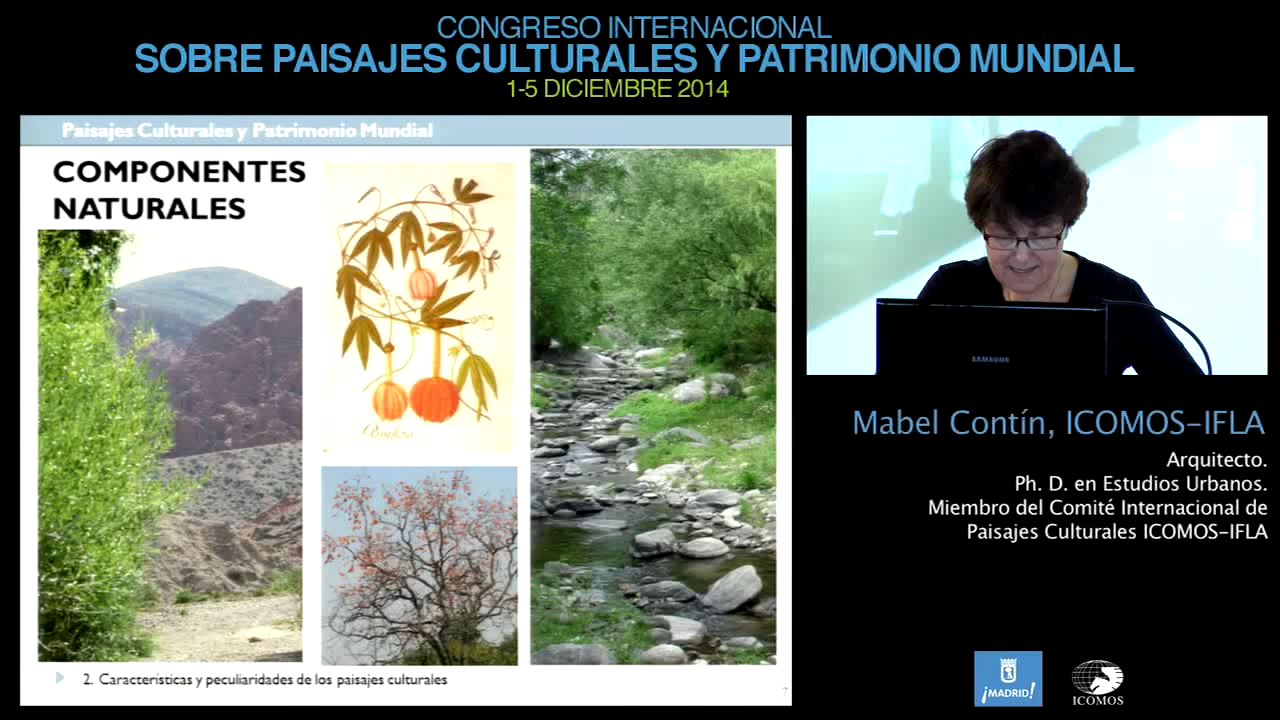 CONGRESO INTERNACIONAL
SOBRE PAISAJES CULTURALES Y PATRIMONIO MUNDIAL
1-5 DICIEMBRE 2014
Paisajes Culturales y Patrimonio Mundial
COMPONENTES
NATURALES
2. Características y peculiaridades de los paisajes culturales
7
SAMSUNG
Mabel Contín, ICOMOS-IFLA
Arquitecto.
Ph. D. en Estudios Urbanos.
Miembro del Comité Internacional de
Paisajes Culturales ICOMOS-IFLA
¡MADRID!
ICOMOS